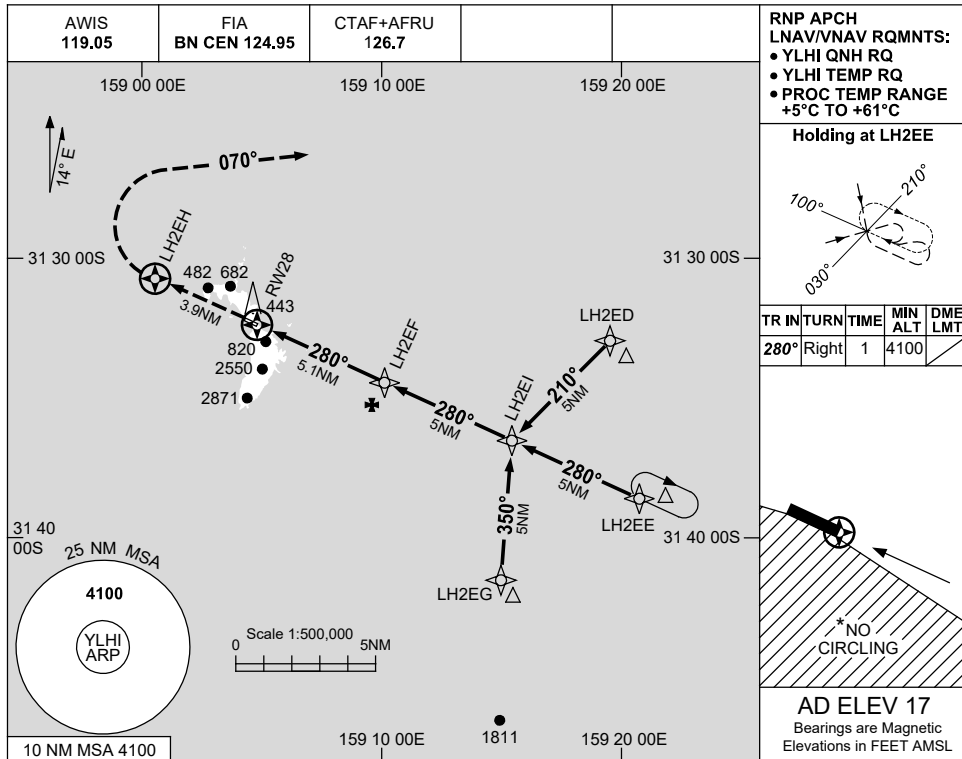 AWIS
119.05
FIA
BN CEN 124.95
CTAF+AFRU
126.7
RNP APCH
LNAV/VNAV RQMNTS:
• YLHI QNH RQ
• YLHI TEMP RQ
• PROC TEMP RANGE
+5°C TO +61°C
159 00 00E
159 10 00E
159 20 00E
14° E
070°
LH2EH
31 30 00S
31 30 00S
482
682
RW28
443
3.9NM
820
2550
2871
280°
5.1NM
LH2EF
280°
5NM
LH2EI
LH2ED
210°
5NM
280°
5NM
LH2EE
350°
5NM
LH2EG
31 40
00S
31 40 00S
25 NM MSA
4100
YLHI
ARP
Scale 1:500,000
0
5NM
10 NM MSA 4100
159 10 00E
1811
159 20 00E
Holding at LH2EE
100°
210°
030°
TR IN TURN TIME MIN ALT DME LMT
280° Right 1 4100
*NO
CIRCLING
AD ELEV 17
Bearings are Magnetic
Elevations in FEET AMSL